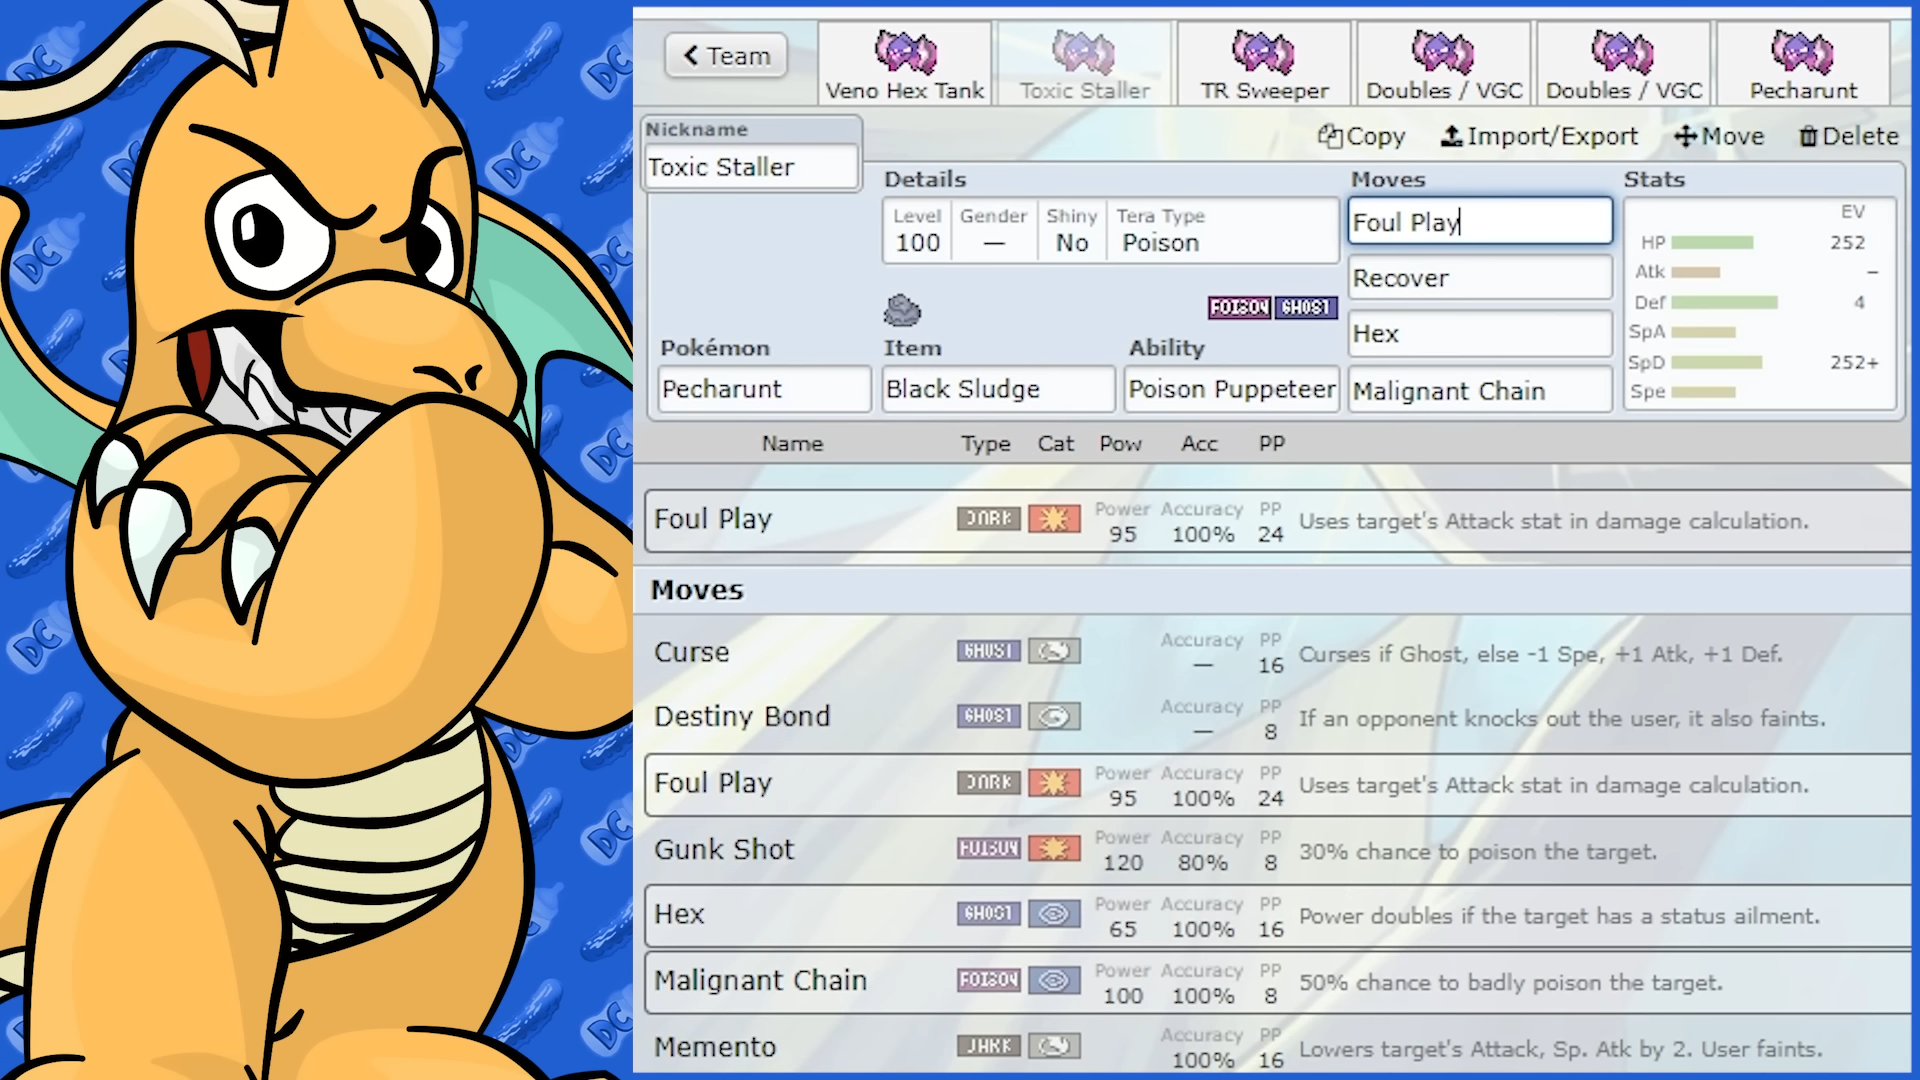 Team
Veno Hex Tank
Toxic Staller
TR Sweeper
Doubles / VGC
Doubles / VGC
Pecharunt
Copy
Import/Export
Move
Delete
Nickname
Toxic Staller
Details
Level Gender Shiny Tera Type
100 — No Poison
POISON GHOST
Pokémon
Pecharunt
Item
Black Sludge
Ability
Poison Puppeteer
Moves
Foul Play
Recover
Hex
Malignant Chain
Stats
EV
HP 252
Atk –
Def 4
SpA
SpD 252+
Spe
Name Type Cat Pow Acc PP
Foul Play DARK Power 95 Accuracy 100% PP 24 Uses target's Attack stat in damage calculation.
Moves
Curse GHOST Accuracy — PP 16 Curses if Ghost, else -1 Spe, +1 Atk, +1 Def.
Destiny Bond GHOST Accuracy — PP 8 If an opponent knocks out the user, it also faints.
Foul Play DARK Power 95 Accuracy 100% PP 24 Uses target's Attack stat in damage calculation.
Gunk Shot POISON Power 120 Accuracy 80% PP 8 30% chance to poison the target.
Hex GHOST Power 65 Accuracy 100% PP 16 Power doubles if the target has a status ailment.
Malignant Chain POISON Power 100 Accuracy 100% PP 8 50% chance to badly poison the target.
Memento DARK Accuracy 100% PP 16 Lowers target's Attack, Sp. Atk by 2. User faints.
DC
DC
DC
DC
DC
DC
DC
DC
DC
DC